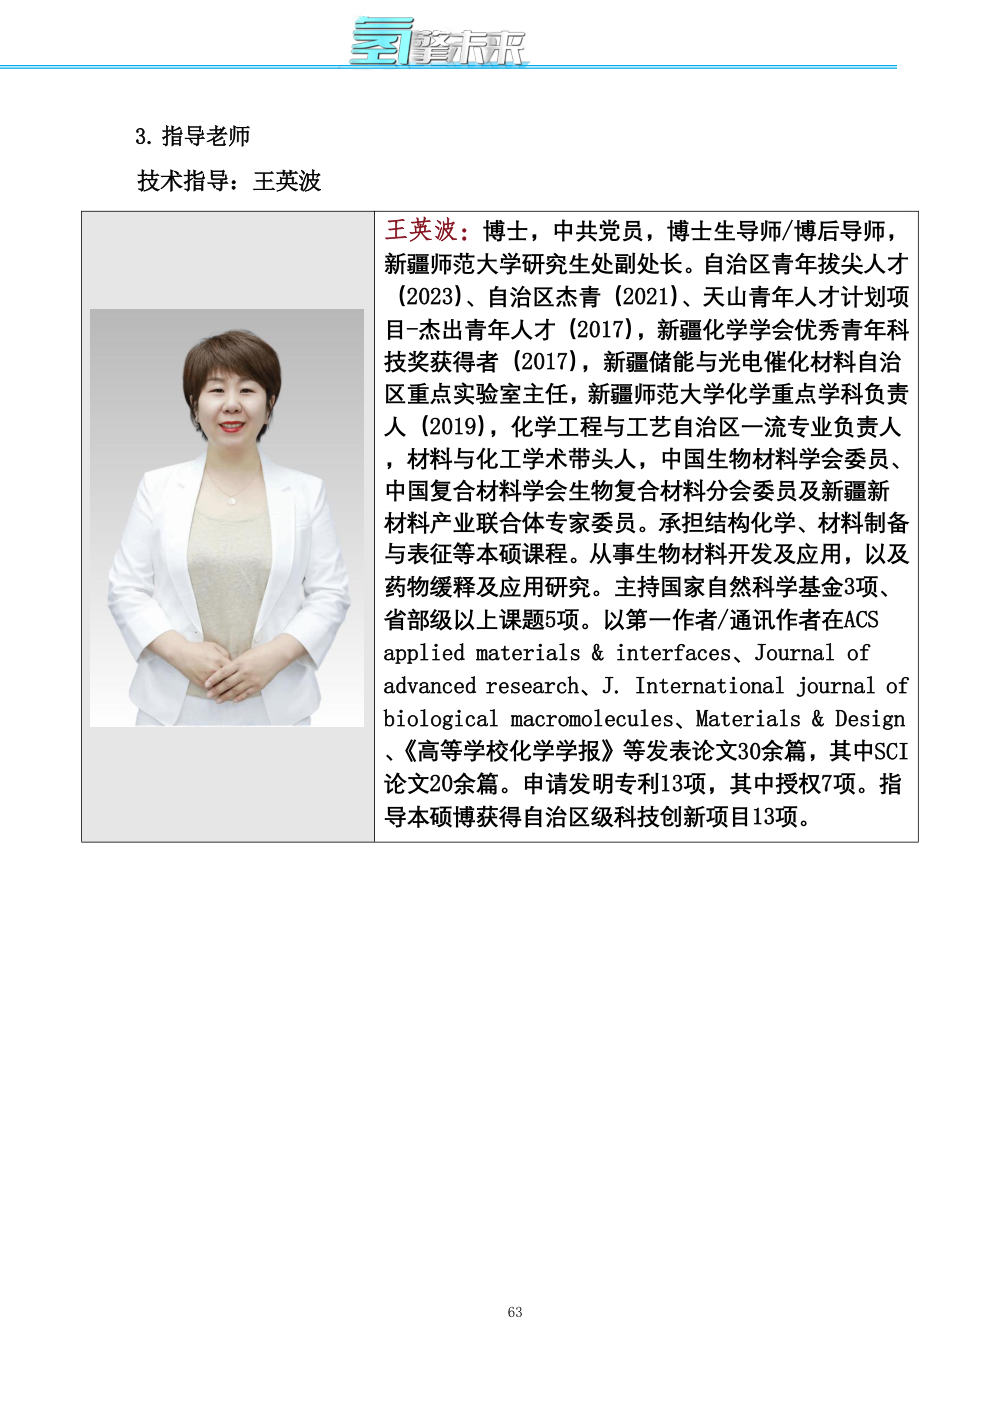 氢擎未来
3. 指导老师
技术指导：王英波
王英波：博士，中共党员，博士生导师/博后导师，
新疆师范大学研究生处副处长。自治区青年拔尖人才
（2023）、自治区杰青（2021）、天山青年人才计划项
目-杰出青年人才（2017），新疆化学学会优秀青年科
技奖获得者（2017），新疆储能与光电催化材料自治
区重点实验室主任，新疆师范大学化学重点学科负责
人（2019），化学工程与工艺自治区一流专业负责人
，材料与化工学术带头人，中国生物材料学会委员、
中国复合材料学会生物复合材料分会委员及新疆新
材料产业联合体专家委员。承担结构化学、材料制备
与表征等本硕课程。从事生物材料开发及应用，以及
药物缓释及应用研究。主持国家自然科学基金3项、
省部级以上课题5项。以第一作者/通讯作者在ACS
applied materials & interfaces、Journal of
advanced research、J. International journal of
biological macromolecules、Materials & Design
、《高等学校化学学报》等发表论文30余篇，其中SCI
论文20余篇。申请发明专利13项，其中授权7项。指
导本硕博获得自治区级科技创新项目13项。
63